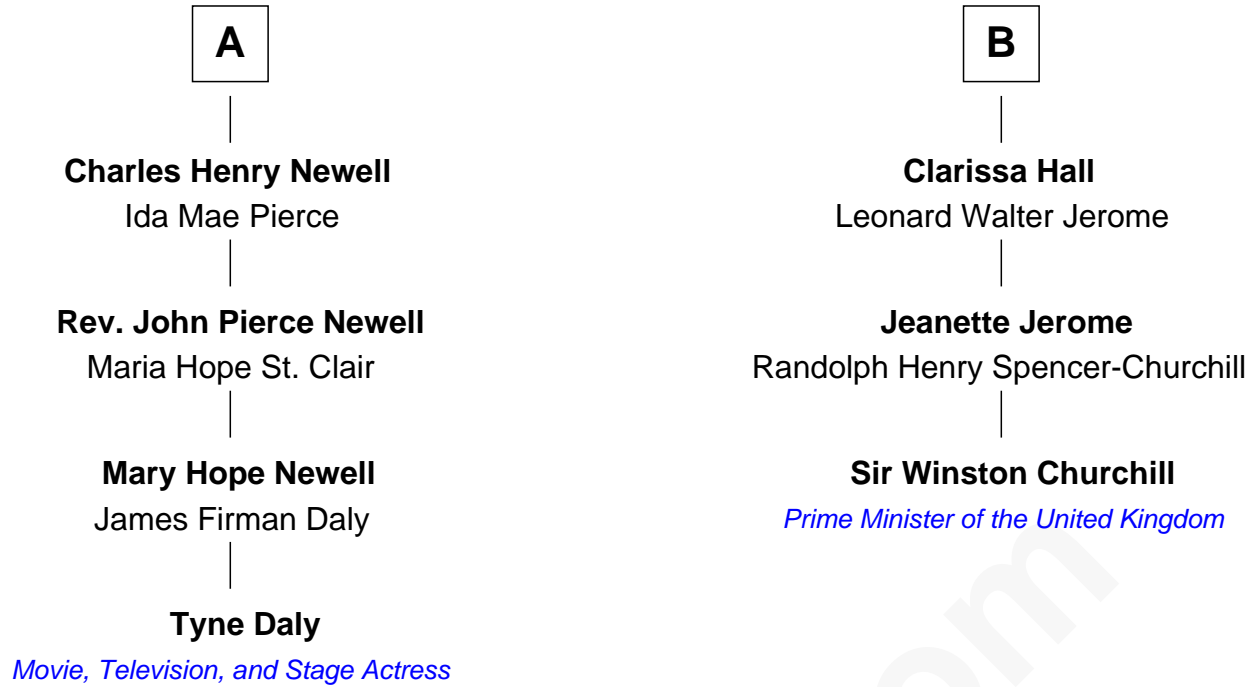 A
Charles Henry Newell
Ida Mae Pierce
Rev. John Pierce Newell
Maria Hope St. Clair
Mary Hope Newell
James Firman Daly
Tyne Daly
Movie, Television, and Stage Actress
B
Clarissa Hall
Leonard Walter Jerome
Jeanette Jerome
Randolph Henry Spencer-Churchill
Sir Winston Churchill
Prime Minister of the United Kingdom
om